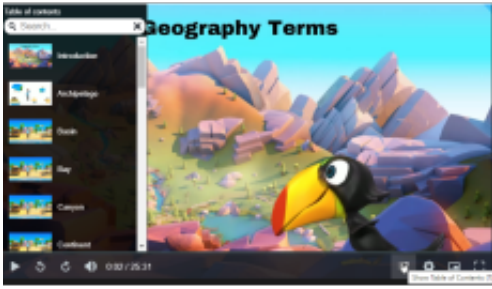 Table of contents
Search...
Geography Terms
Introduction
Archipelago
Basin
Bay
Canyon
Continent
0:02 / 25:31
Show Table of Contents